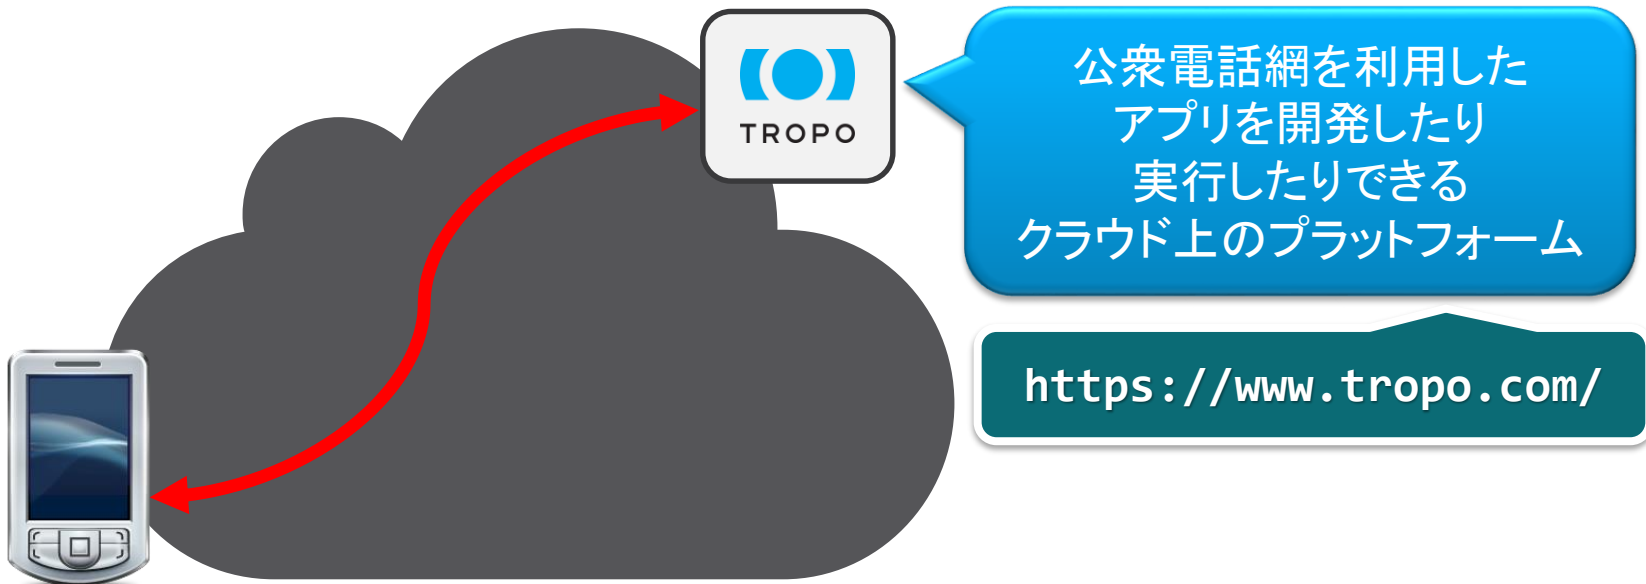 TROPO
公衆電話網を利用した
アプリを開発したり
実行したりできる
クラウド上のプラットフォーム
https://www.tropo.com/